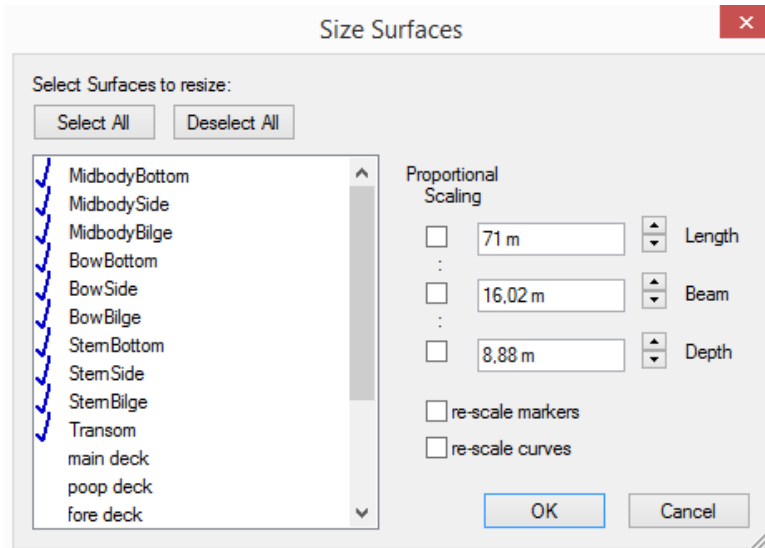 Size Surfaces
Select Surfaces to resize:
Select All
Deselect All
MidbodyBottom
MidbodySide
MidbodyBilge
BowBottom
BowSide
BowBilge
SternBottom
SternSide
SternBilge
Transom
main deck
poop deck
fore deck
Proportional
Scaling
71 m
Length
:
16,02 m
Beam
:
8,88 m
Depth
re-scale markers
re-scale curves
OK
Cancel